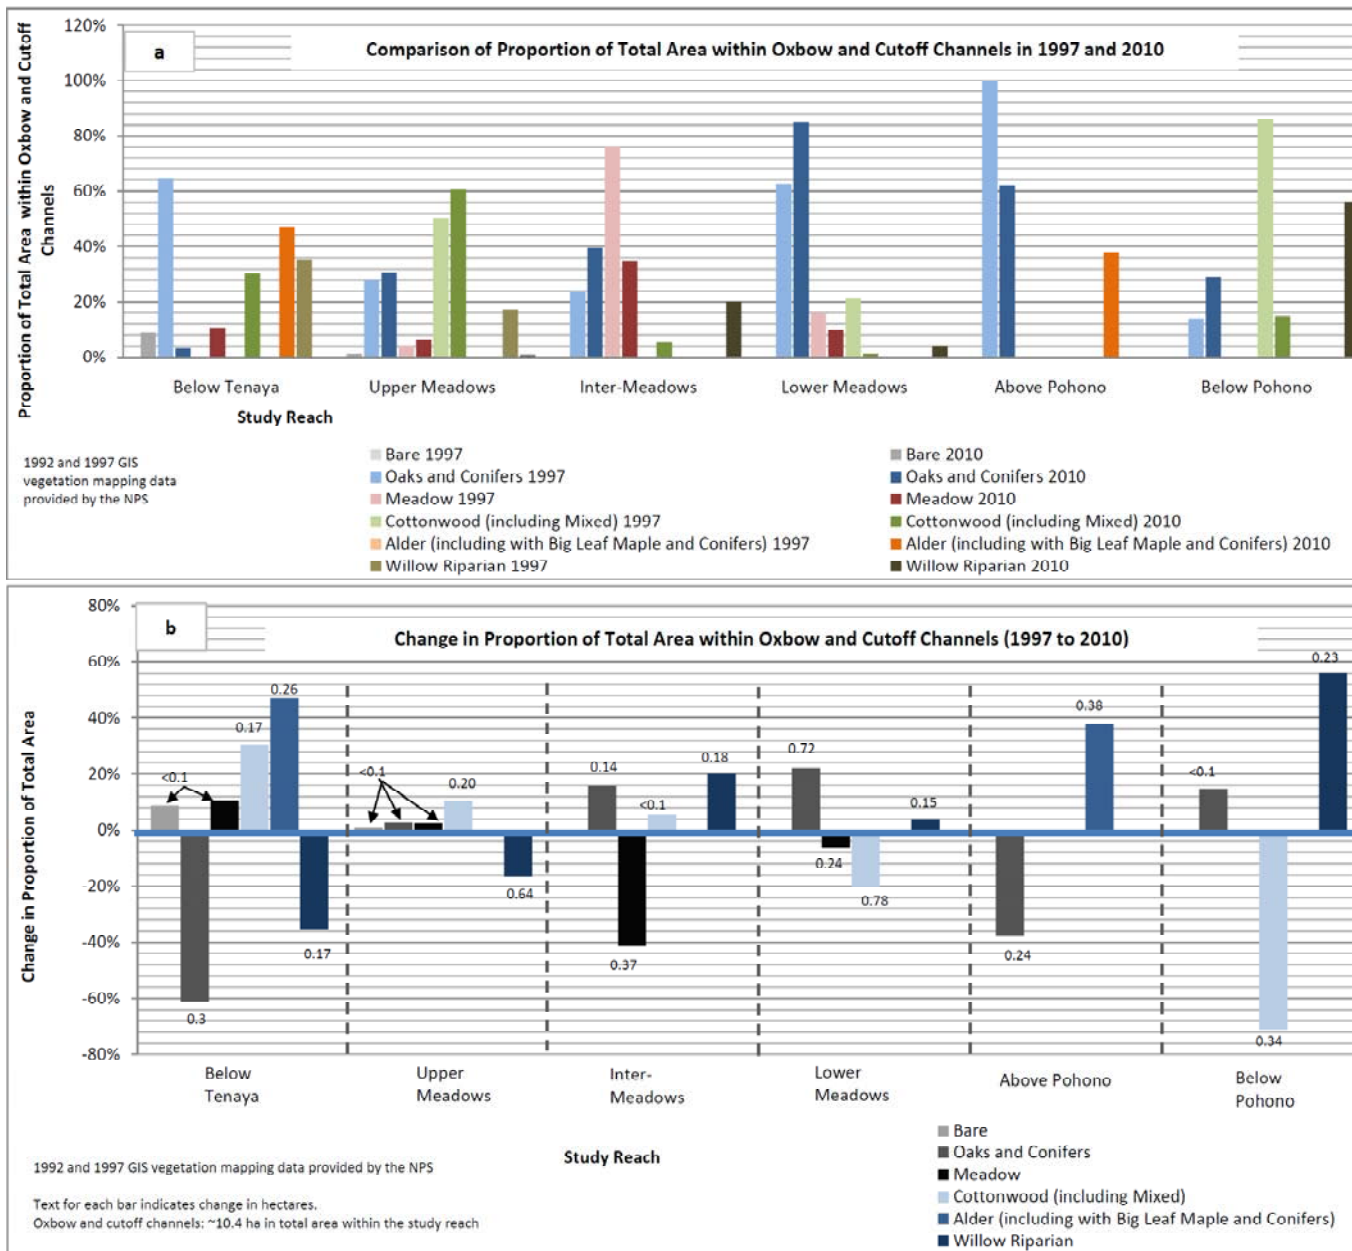 a
Comparison of Proportion of Total Area within Oxbow and Cutoff Channels in 1997 and 2010
Proportion of Total Area within Oxbow and Cutoff
Channels
120%
100%
80%
60%
40%
20%
0%
Below Tenaya
Upper Meadows
Inter-Meadows
Lower Meadows
Above Pohono
Below Pohono
Study Reach
1992 and 1997 GIS
vegetation mapping data
provided by the NPS
Bare 1997
Bare 2010
Oaks and Conifers 1997
Oaks and Conifers 2010
Meadow 1997
Meadow 2010
Cottonwood (including Mixed) 1997
Cottonwood (including Mixed) 2010
Alder (including with Big Leaf Maple and Conifers) 1997
Alder (including with Big Leaf Maple and Conifers) 2010
Willow Riparian 1997
Willow Riparian 2010
b
Change in Proportion of Total Area within Oxbow and Cutoff Channels (1997 to 2010)
Change in Proportion of Total Area
80%
60%
40%
20%
0%
-20%
-40%
-60%
-80%
<0.1
0.3
0.17
0.26
0.17
<0.1
0.20
0.64
0.14
0.37
<0.1
0.18
0.72
0.24
0.78
0.15
0.24
0.38
<0.1
0.34
0.23
Below
Tenaya
Upper
Meadows
Inter-
Meadows
Lower
Meadows
Above Pohono
Below
Pohono
Study Reach
1992 and 1997 GIS vegetation mapping data provided by the NPS
Text for each bar indicates change in hectares.
Oxbow and cutoff channels: ~10.4 ha in total area within the study reach
Bare
Oaks and Conifers
Meadow
Cottonwood (including Mixed)
Alder (including with Big Leaf Maple and Conifers)
Willow Riparian